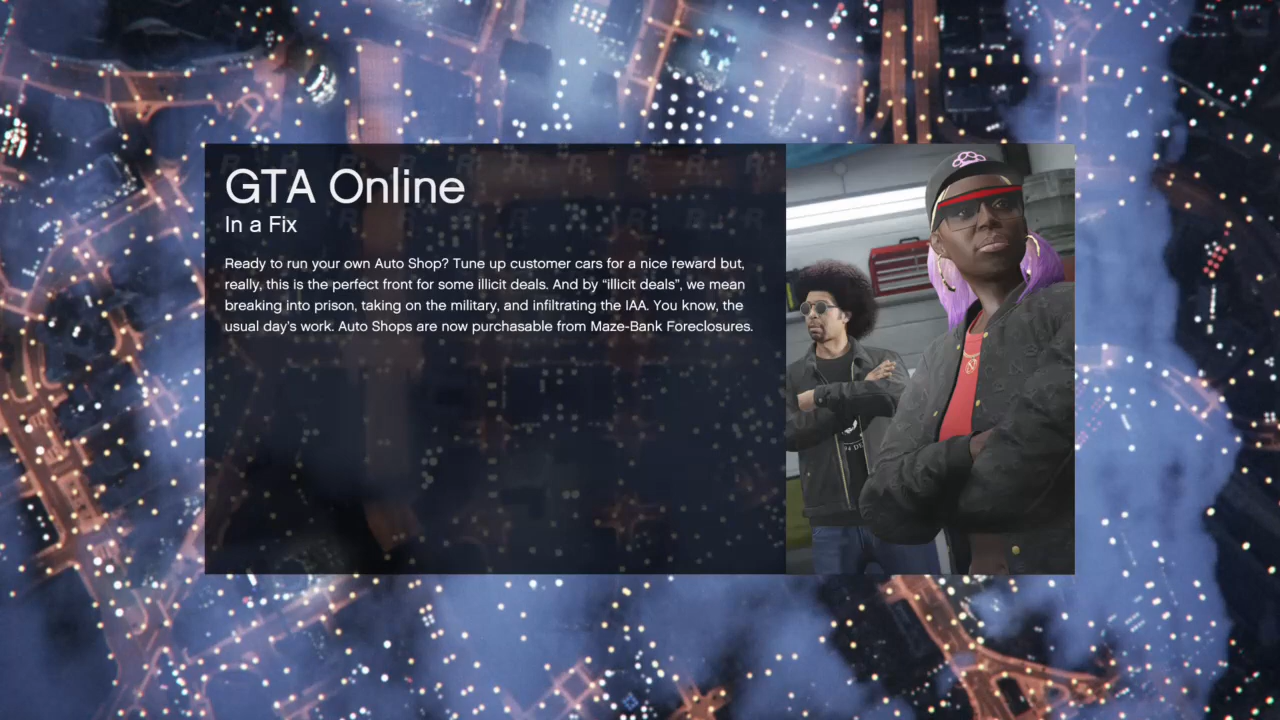 GTA Online
In a Fix
Ready to run your own Auto Shop? Tune up customer cars for a nice reward but,
really, this is the perfect front for some illicit deals. And by “illicit deals”, we mean
breaking into prison, taking on the military, and infiltrating the IAA. You know, the
usual day's work. Auto Shops are now purchasable from Maze-Bank Foreclosures.